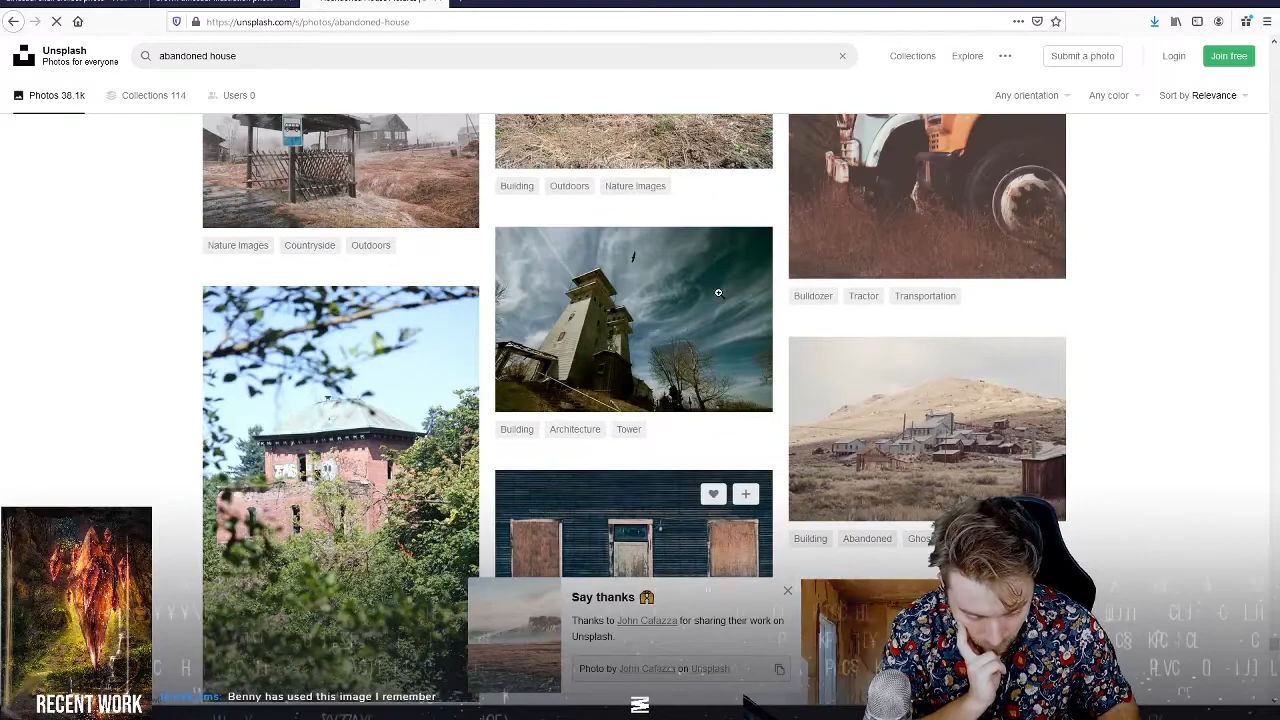 https://unsplash.com/s/photos/abandoned-house
Unsplash
Photos for everyone
abandoned house
Collections
Explore
Submit a photo
Login
Join free
Photos 38.1k
Collections 114
Users 0
Any orientation
Any color
Sort by Relevance
Building
Outdoors
Nature Images
Nature Images
Countryside
Outdoors
Bulldozer
Tractor
Transportation
Building
Architecture
Tower
Building
Abandoned
Say thanks 🙌
Thanks to John Cafazza for sharing their work on
Unsplash.
Photo by John Cafazza on Unsplash
Benny has used this image I remember
RECENT WORK